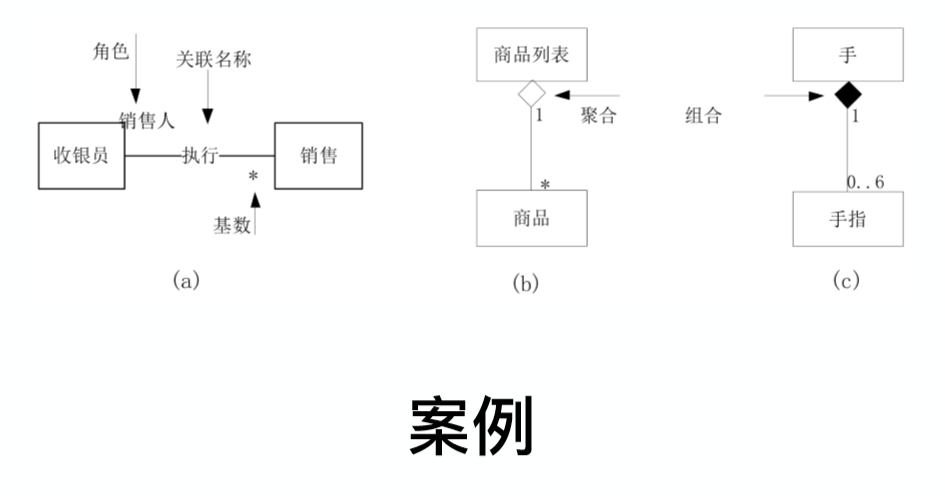 角色
关联名称
销售人
收银员
执行
销售
*
基数
(a)
商品列表
1
聚合
*
商品
(b)
手
组合
1
0..6
手指
(c)
案例